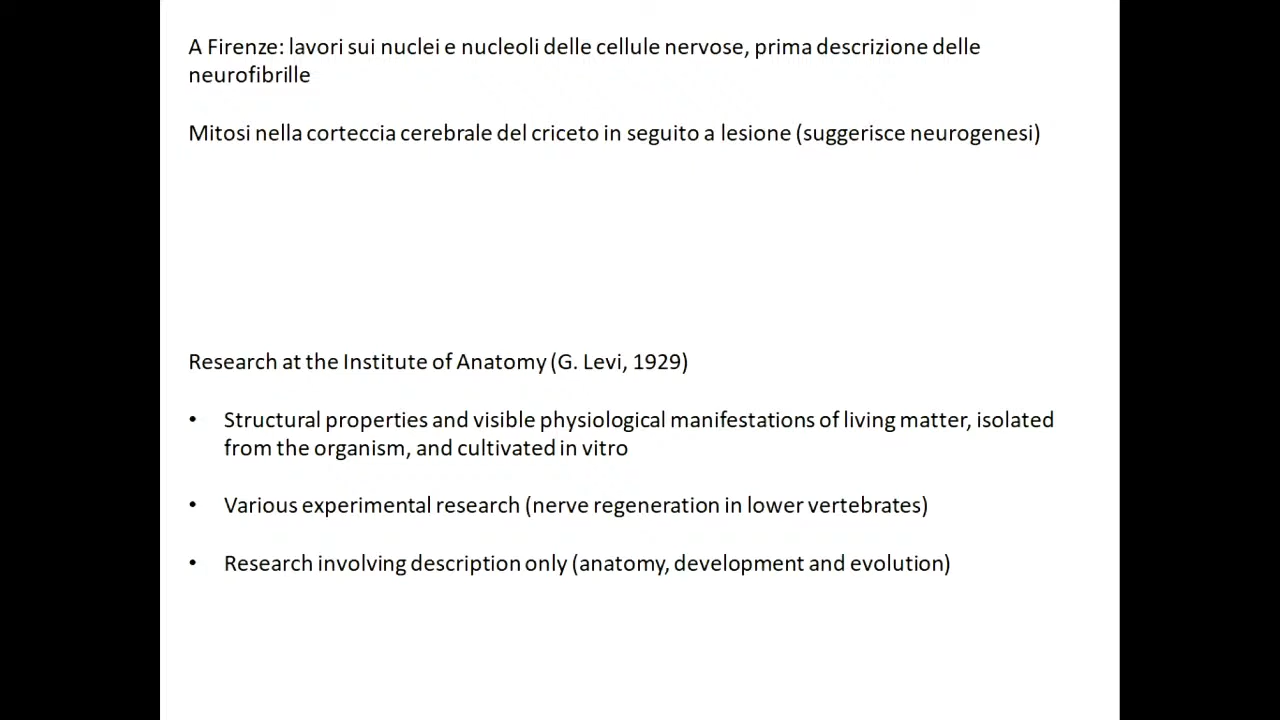 A Firenze: lavori sui nuclei e nucleoli delle cellule nervose, prima descrizione delle
neurofibrille
Mitosi nella corteccia cerebrale del criceto in seguito a lesione (suggerisce neurogenesi)
Research at the Institute of Anatomy (G. Levi, 1929)
• Structural properties and visible physiological manifestations of living matter, isolated
from the organism, and cultivated in vitro
• Various experimental research (nerve regeneration in lower vertebrates)
• Research involving description only (anatomy, development and evolution)